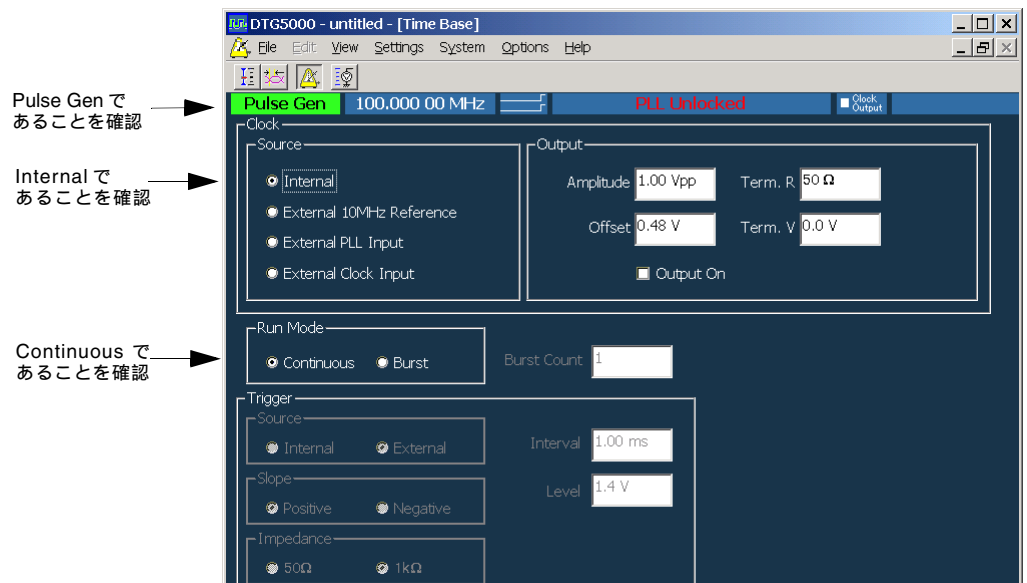 DTG5000 - untitled - [Time Base]
File Edit View Settings System Options Help
Pulse Gen で
あることを確認
Pulse Gen 100.000 00 MHz PLL Unlocked Clock Output
Clock
Source
Output
Internal で
あることを確認
Internal
External 10MHz Reference
External PLL Input
External Clock Input
Amplitude 1.00 Vpp Term. R 50 Ω
Offset 0.48 V Term. V 0.0 V
Output On
Continuous で
あることを確認
Run Mode
Continuous Burst
Burst Count 1
Trigger
Source
Internal External
Interval 1.00 ms
Slope
Positive Negative
Level 1.4 V
Impedance
50Ω 1kΩ